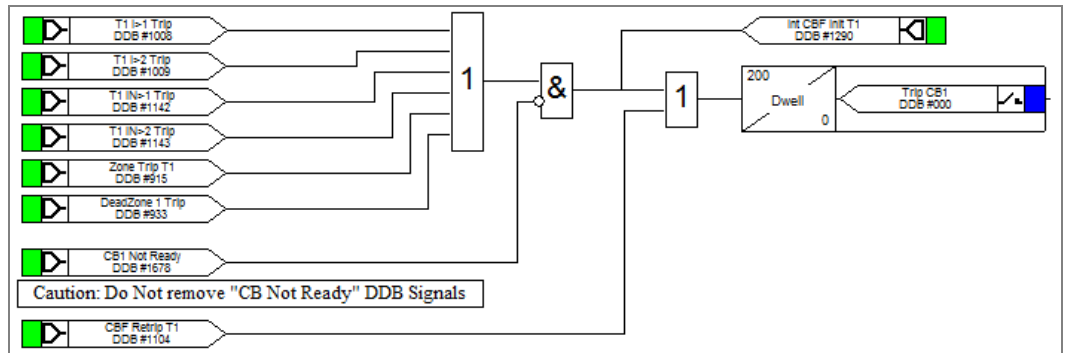 T1 I>1 Trip
DDB #1008
T1 I>2 Trip
DDB #1009
T1 IN>1 Trip
DDB #1142
T1 IN>2 Trip
DDB #1143
Zone Trip T1
DDB #915
DeadZone 1 Trip
DDB #933
CB1 Not Ready
DDB #1678
Caution: Do Not remove "CB Not Ready" DDB Signals
CBF Retrip T1
DDB #1104
1
&
1
Int CBF Init T1
DDB #1290
200
Dwell
0
Trip CB1
DDB #000